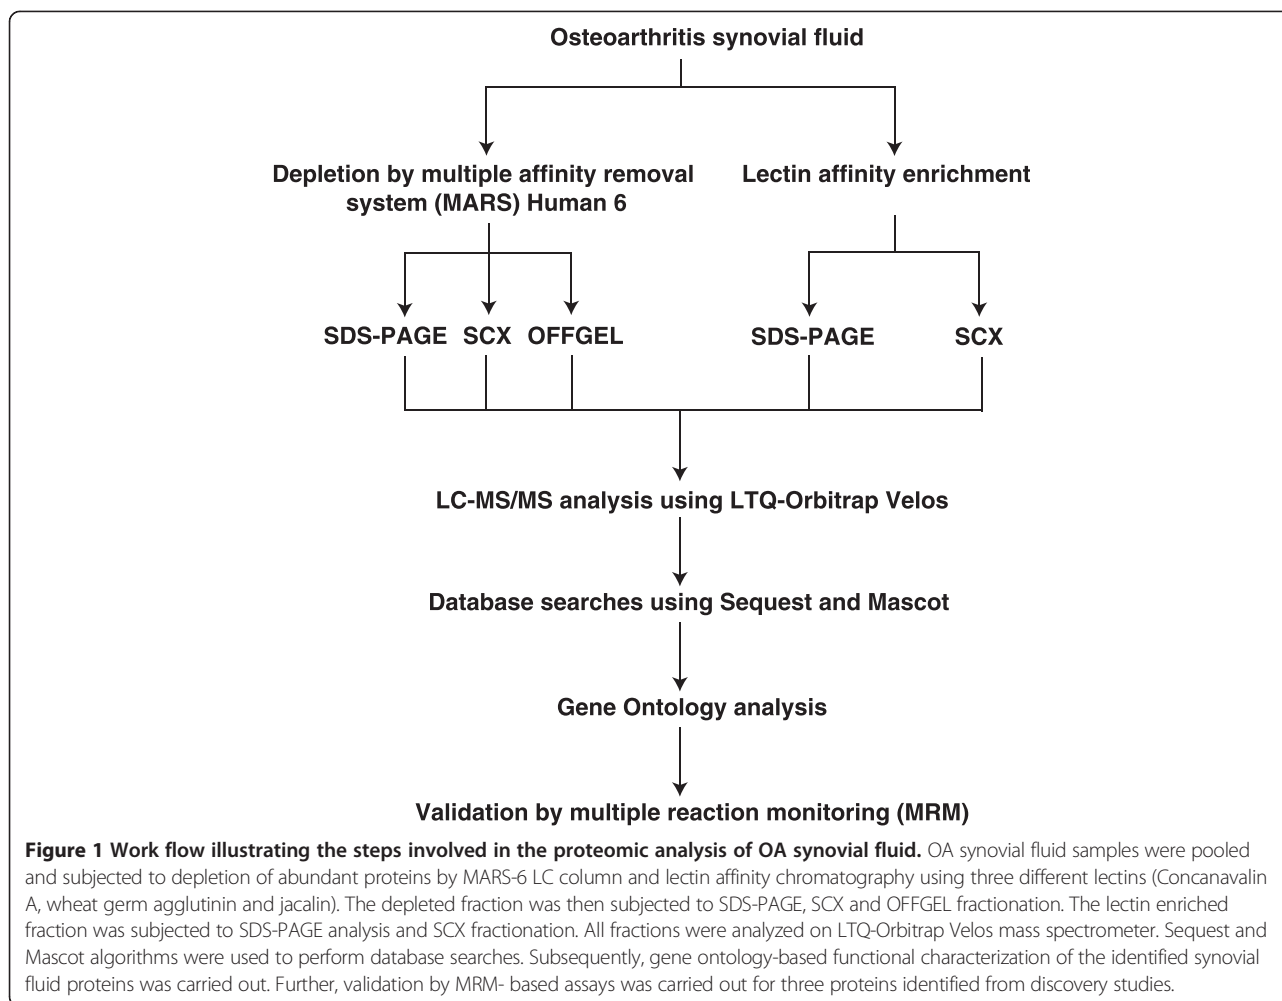 Osteoarthritis synovial fluid
Depletion by multiple affinity removal
system (MARS) Human 6
Lectin affinity enrichment
SDS-PAGE SCX OFFGEL SDS-PAGE SCX
LC-MS/MS analysis using LTQ-Orbitrap Velos
Database searches using Sequest and Mascot
Gene Ontology analysis
Validation by multiple reaction monitoring (MRM)
Figure 1 Work flow illustrating the steps involved in the proteomic analysis of OA synovial fluid. OA synovial fluid samples were pooled
and subjected to depletion of abundant proteins by MARS-6 LC column and lectin affinity chromatography using three different lectins (Concanavalin
A, wheat germ agglutinin and jacalin). The depleted fraction was then subjected to SDS-PAGE, SCX and OFFGEL fractionation. The lectin enriched
fraction was subjected to SDS-PAGE analysis and SCX fractionation. All fractions were analyzed on LTQ-Orbitrap Velos mass spectrometer. Sequest and
Mascot algorithms were used to perform database searches. Subsequently, gene ontology-based functional characterization of the identified synovial
fluid proteins was carried out. Further, validation by MRM- based assays was carried out for three proteins identified from discovery studies.